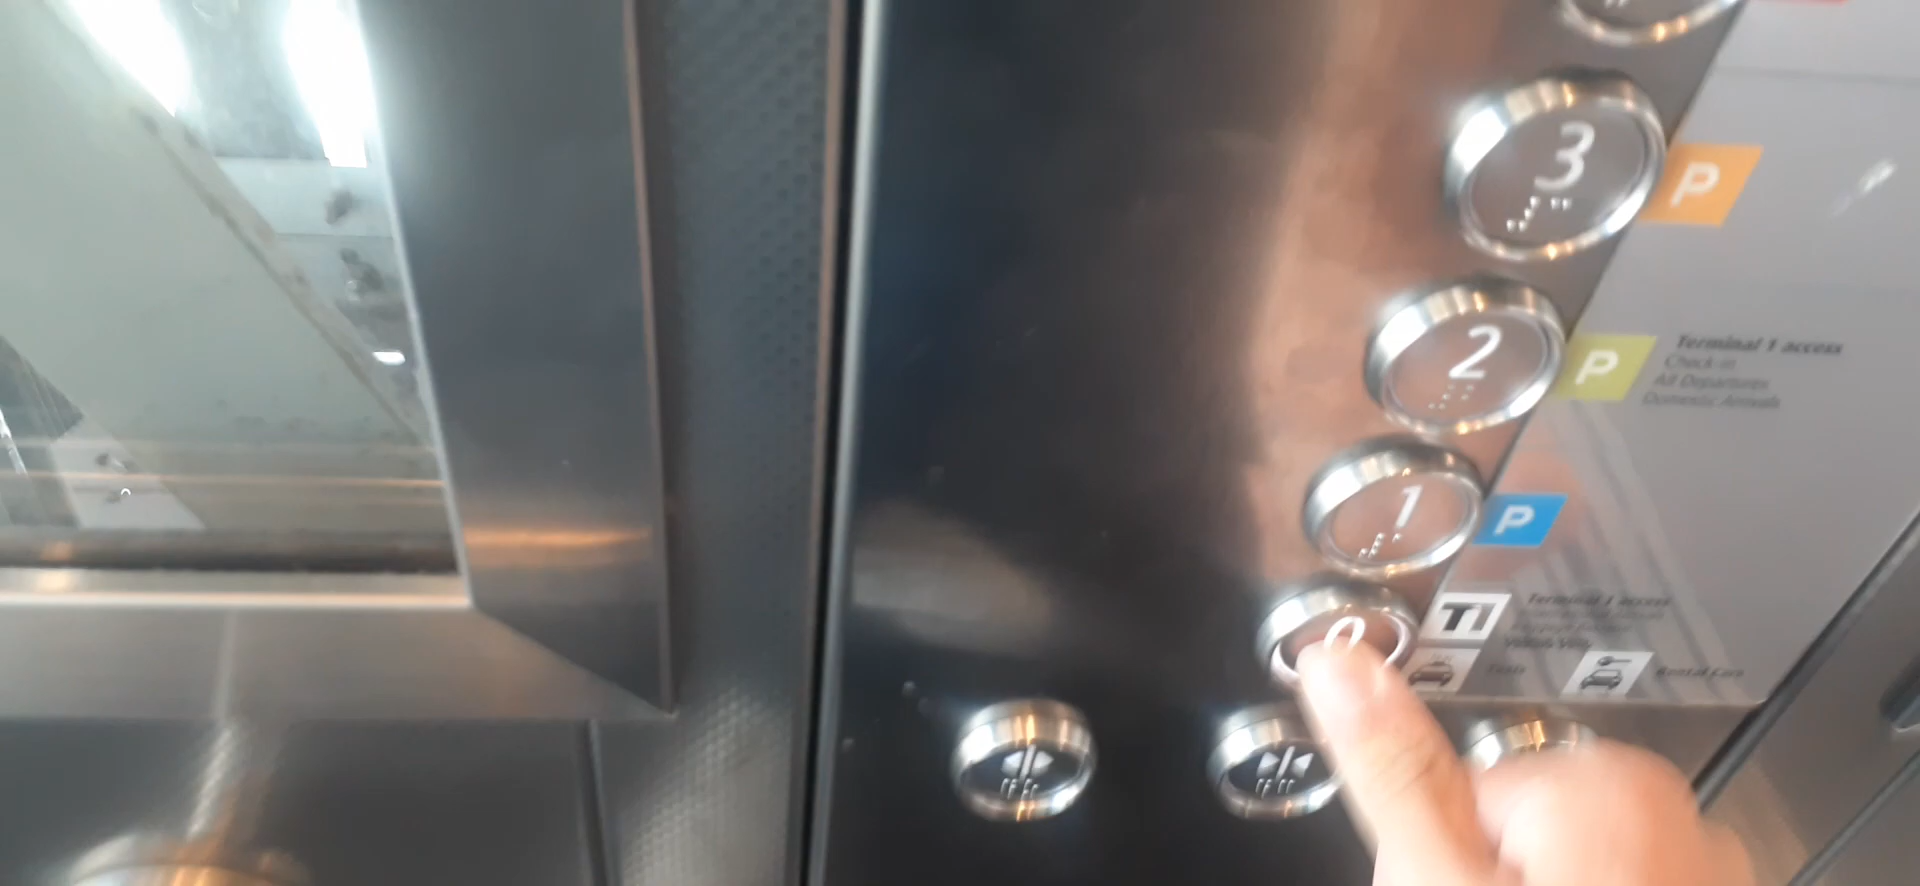 3
P
2
P
Terminal 1 access
Check-in
All Departures
Domestic Arrivals
1
P
0
T1
Terminal 1 access
Taxis
Rental Cars